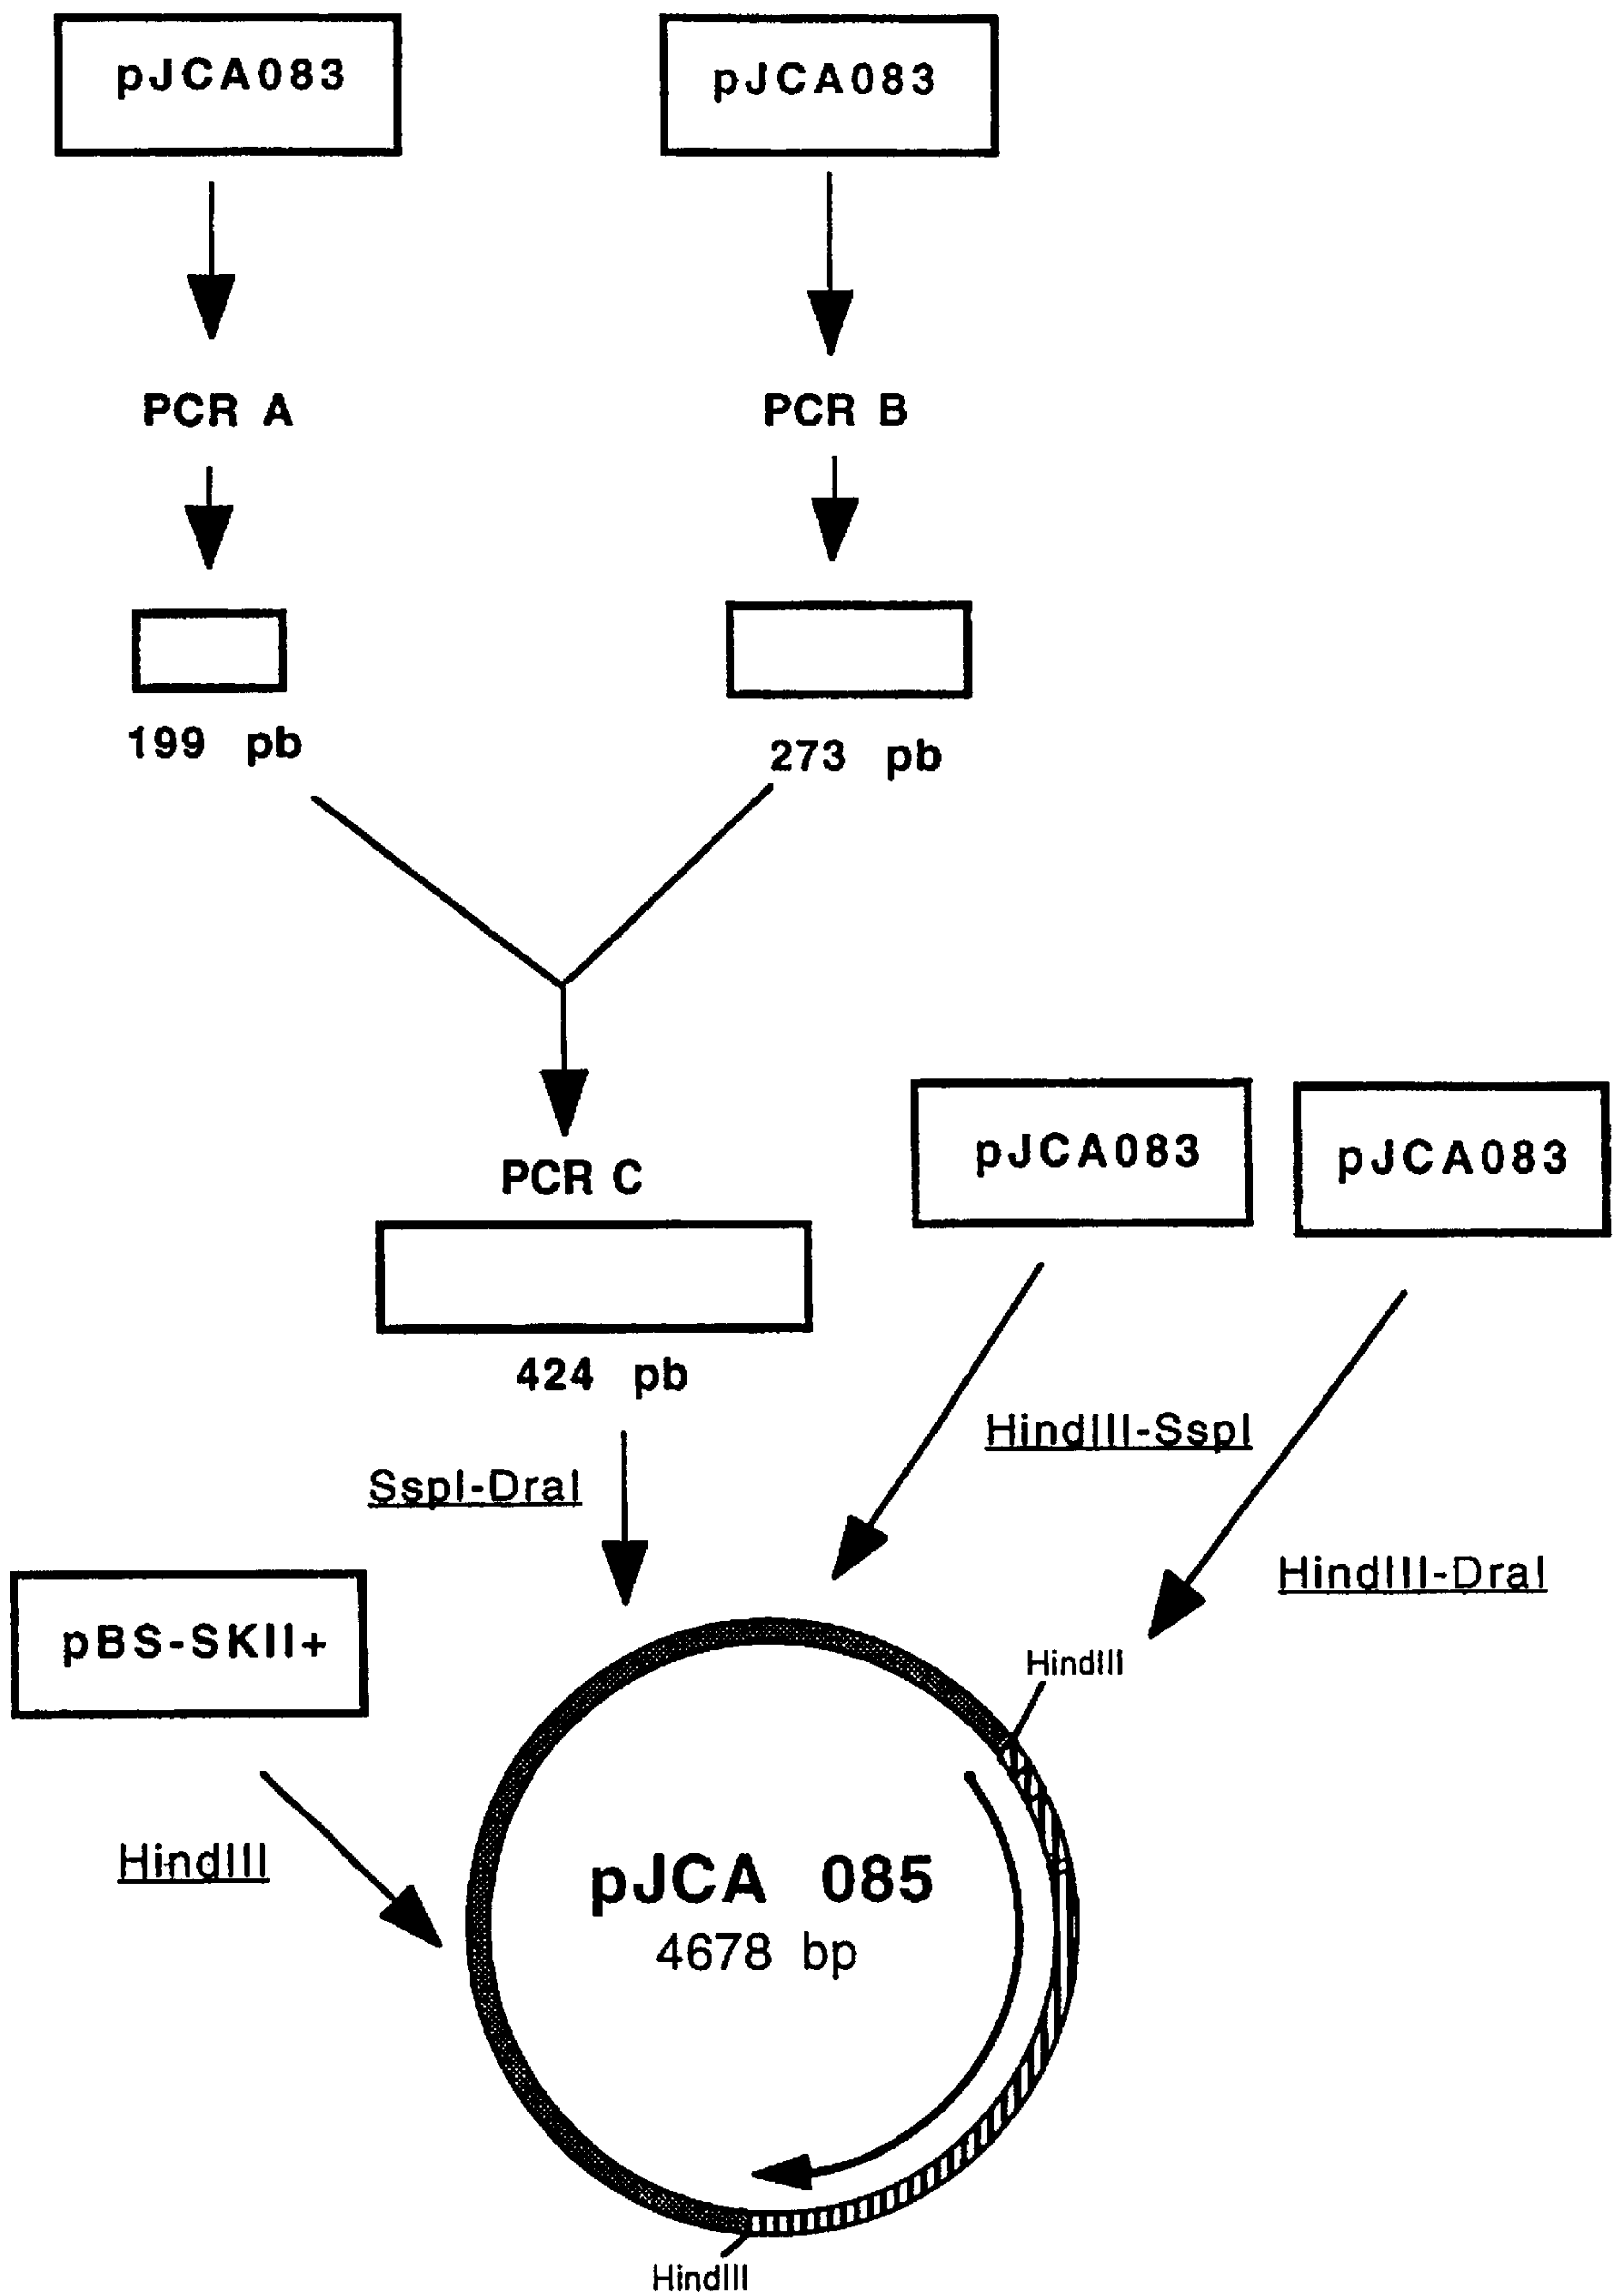 pJCA083
pJCA083
PCR A
PCR B
199 pb
273 pb
PCR C
pJCA083
pJCA083
424 pb
HindIII-SspI
SspI-DraI
HindIII-DraI
pBS-SKII+
HindIII
HindIII
pJCA 085
4678 bp
HindIII